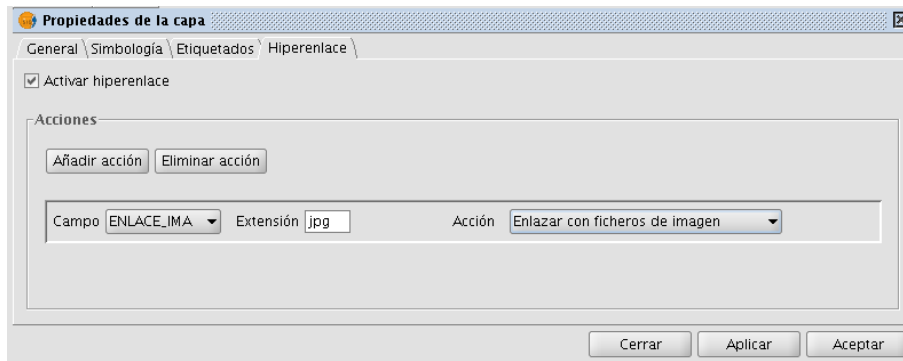 Propiedades de la capa
General Simbología Etiquetados Hiperenlace
Activar hiperenlace
Acciones
Añadir acción Eliminar acción
Campo ENLACE_IMA Extensión jpg Acción Enlazar con ficheros de imagen
Cerrar Aplicar Aceptar